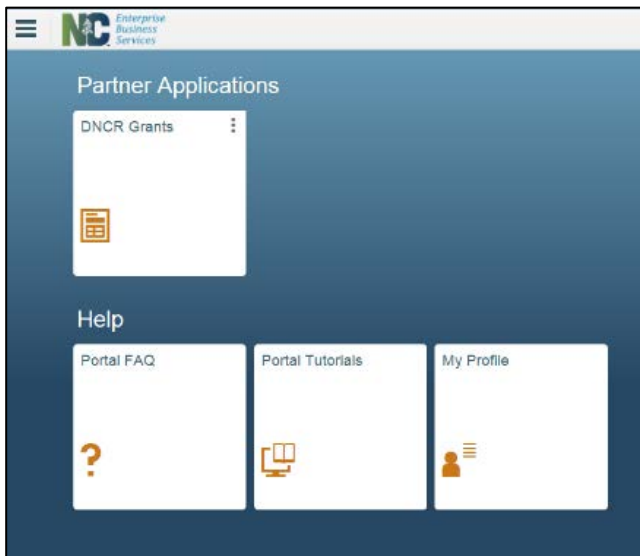 NC
Enterprise
Business
Services
Partner Applications
DNCR Grants
Help
Portal FAQ
Portal Tutorials
My Profile
?